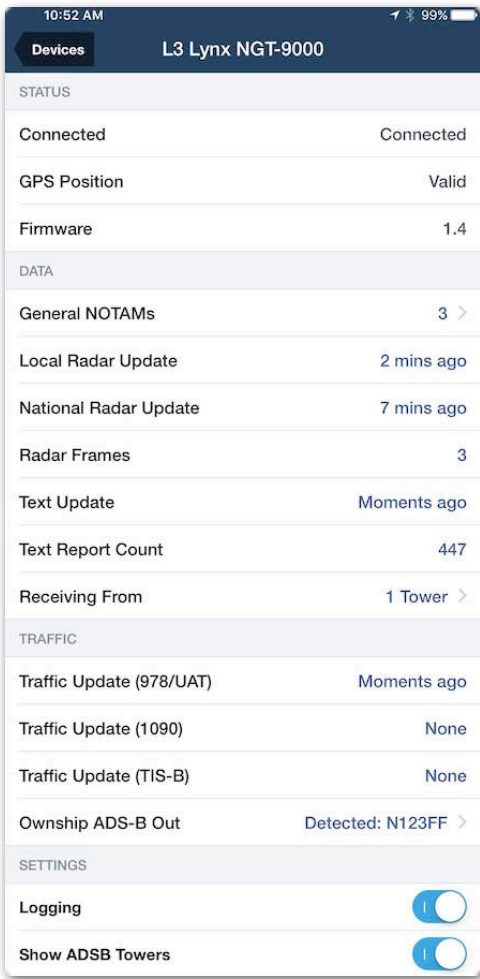 10:52 AM 99%
Devices L3 Lynx NGT-9000
STATUS
Connected Connected
GPS Position Valid
Firmware 1.4
DATA
General NOTAMs 3
Local Radar Update 2 mins ago
National Radar Update 7 mins ago
Radar Frames 3
Text Update Moments ago
Text Report Count 447
Receiving From 1 Tower
TRAFFIC
Traffic Update (978/UAT) Moments ago
Traffic Update (1090) None
Traffic Update (TIS-B) None
Ownship ADS-B Out Detected: N123FF
SETTINGS
Logging
Show ADSB Towers